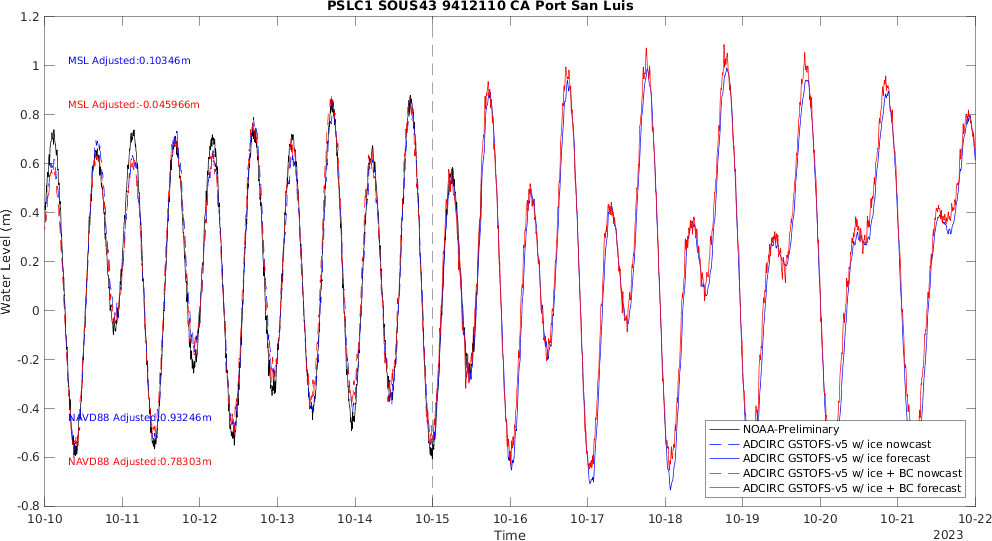 PSLC1 SOUS43 9412110 CA Port San Luis
1.2
1
0.8
0.6
0.4
0.2
0
-0.2
-0.4
-0.6
-0.8
Water Level (m)
MSL Adjusted:0.10346m
MSL Adjusted:-0.045966m
NAVD88 Adjusted:0.93246m
NAVD88 Adjusted:0.78303m
NOAA-Preliminary
ADCIRC GSTOFS-v5 w/ ice nowcast
ADCIRC GSTOFS-v5 w/ ice forecast
ADCIRC GSTOFS-v5 w/ ice + BC nowcast
ADCIRC GSTOFS-v5 w/ ice + BC forecast
10-10 10-11 10-12 10-13 10-14 10-15 10-16 10-17 10-18 10-19 10-20 10-21 10-22
Time
2023